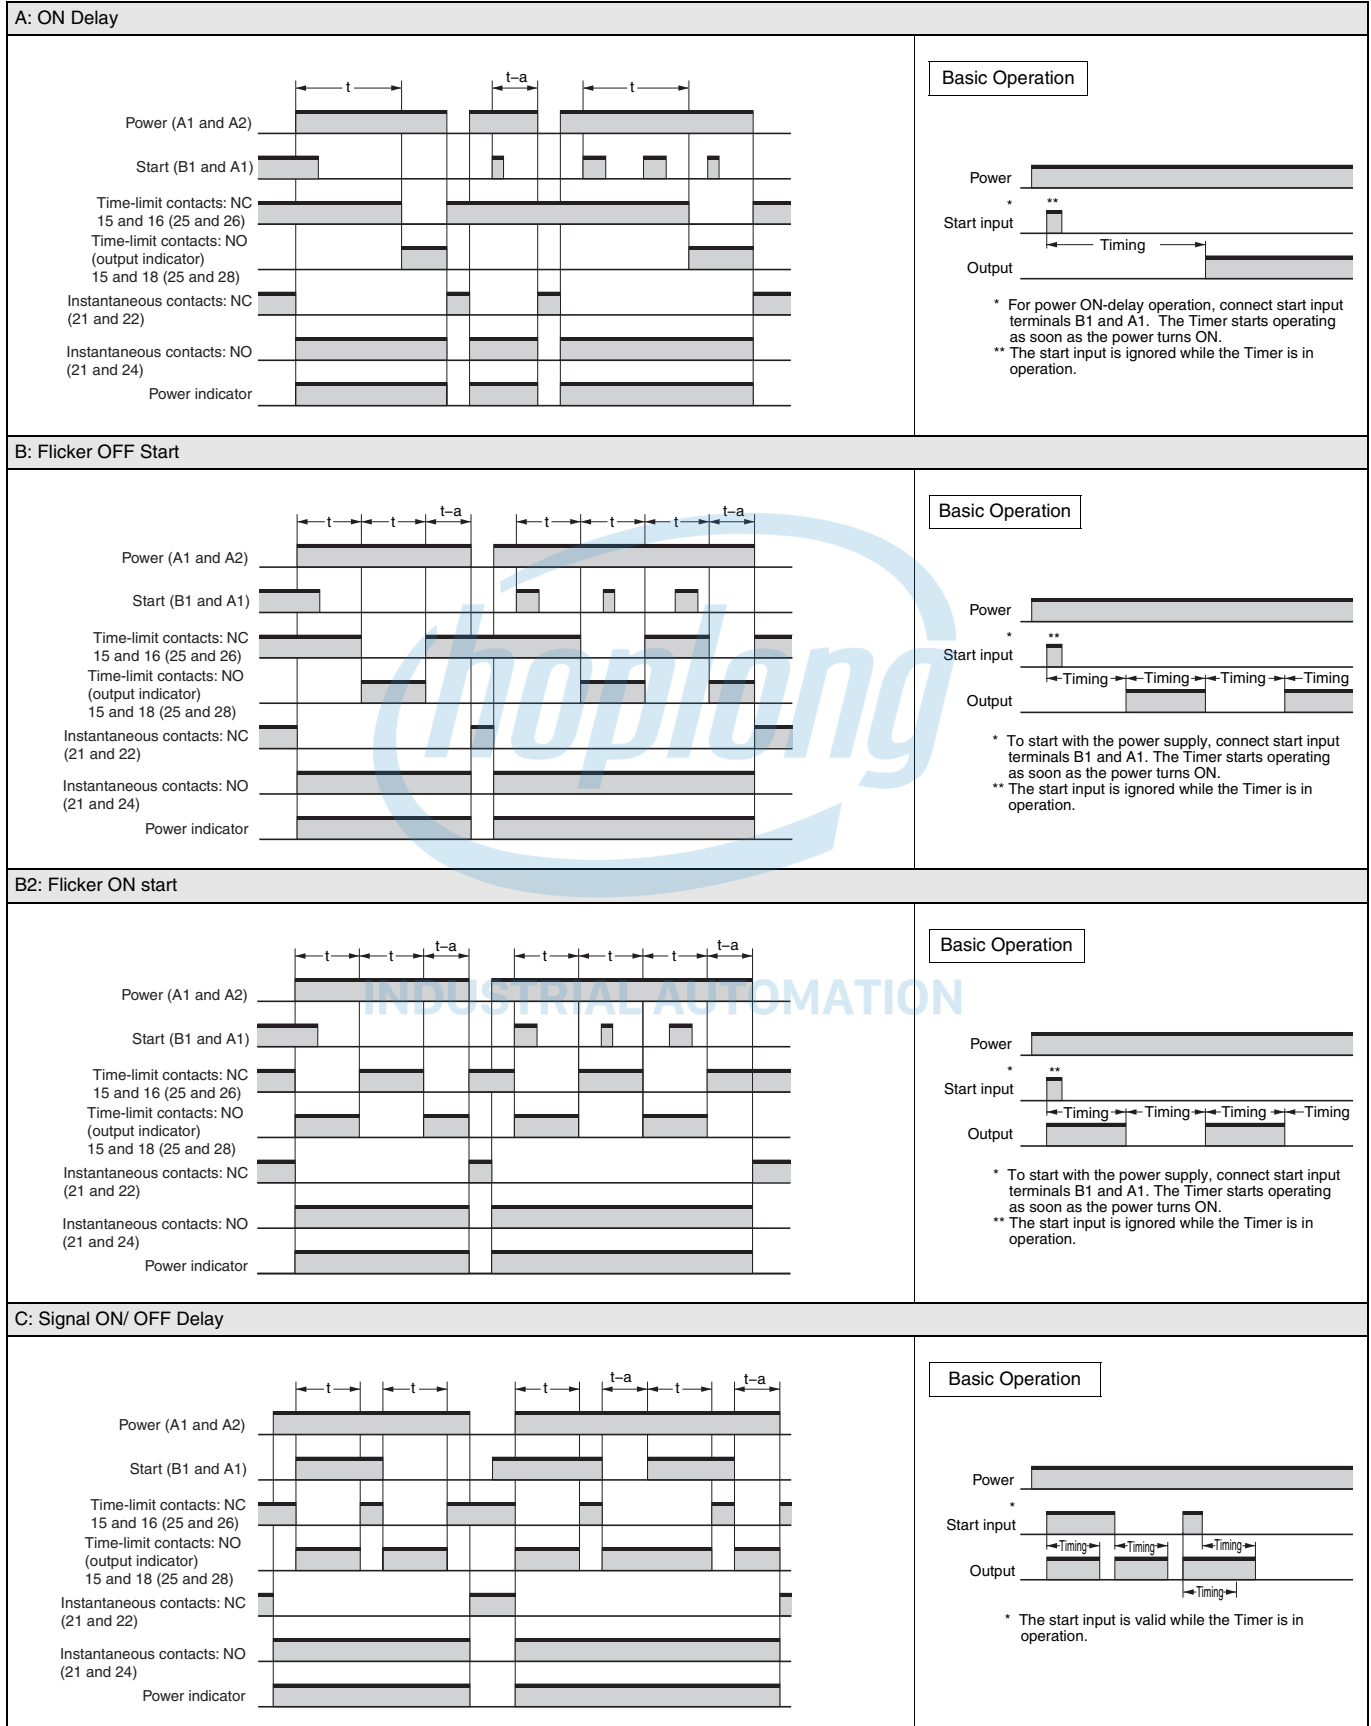 A: ON Delay
t
t–a
t
Power (A1 and A2)
Start (B1 and A1)
Time-limit contacts: NC
15 and 16 (25 and 26)
Time-limit contacts: NO
(output indicator)
15 and 18 (25 and 28)
Instantaneous contacts: NC
(21 and 22)
Instantaneous contacts: NO
(21 and 24)
Power indicator
Basic Operation
Power
*
**
Start input
Timing
Output
* For power ON-delay operation, connect start input
terminals B1 and A1. The Timer starts operating
as soon as the power turns ON.
** The start input is ignored while the Timer is in
operation.
B: Flicker OFF Start
t
t
t–a
t
t
t
t–a
Power (A1 and A2)
Start (B1 and A1)
Time-limit contacts: NC
15 and 16 (25 and 26)
Time-limit contacts: NO
(output indicator)
15 and 18 (25 and 28)
Instantaneous contacts: NC
(21 and 22)
Instantaneous contacts: NO
(21 and 24)
Power indicator
hoplong
Basic Operation
Power
*
**
Start input
Timing
Timing
Timing
Timing
Output
* To start with the power supply, connect start input
terminals B1 and A1. The Timer starts operating
as soon as the power turns ON.
** The start input is ignored while the Timer is in
operation.
B2: Flicker ON start
t
t
t–a
t
t
t
t–a
Power (A1 and A2)
INDUSTRIAL AUTOMATION
Start (B1 and A1)
Time-limit contacts: NC
15 and 16 (25 and 26)
Time-limit contacts: NO
(output indicator)
15 and 18 (25 and 28)
Instantaneous contacts: NC
(21 and 22)
Instantaneous contacts: NO
(21 and 24)
Power indicator
Basic Operation
Power
*
**
Start input
Timing
Timing
Timing
Timing
Output
* To start with the power supply, connect start input
terminals B1 and A1. The Timer starts operating
as soon as the power turns ON.
** The start input is ignored while the Timer is in
operation.
C: Signal ON/ OFF Delay
t
t
t
t–a
t
t–a
Power (A1 and A2)
Start (B1 and A1)
Time-limit contacts: NC
15 and 16 (25 and 26)
Time-limit contacts: NO
(output indicator)
15 and 18 (25 and 28)
Instantaneous contacts: NC
(21 and 22)
Instantaneous contacts: NO
(21 and 24)
Power indicator
Basic Operation
Power
*
Start input
Timing
Timing
Timing
Output
Timing
* The start input is valid while the Timer is in
operation.